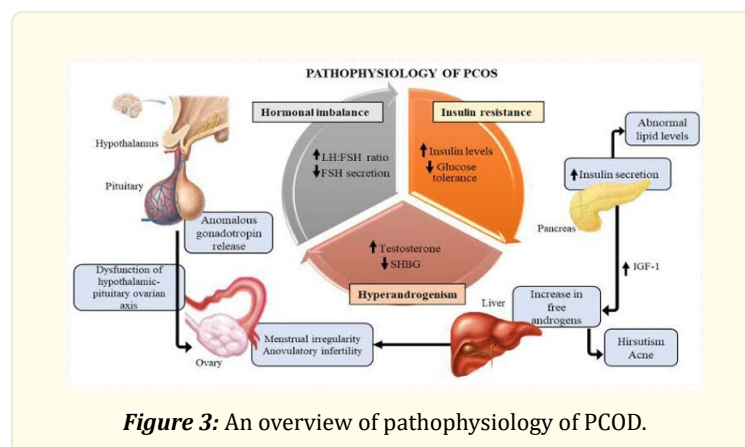 PATHOPHYSIOLOGY OF PCOS
Hormonal imbalance
↑LH:FSH ratio
↓FSH secretion
Insulin resistance
↑Insulin levels
↓ Glucose
tolerance
↑ Testosterone
↓ SHBG
Hyperandrogenism
Hypothalamus
Pituitary
Anomalous
gonadotropin
release
Dysfunction of
hypothalamic-
pituitary ovarian
axis
Ovary
Menstrual irregularity
Anovulatory infertility
Abnormal
lipid levels
↑Insulin secretion
Pancreas
↑ IGF-1
Liver
Increase in
free
androgens
Hirsutism
Acne
Figure 3: An overview of pathophysiology of PCOD.